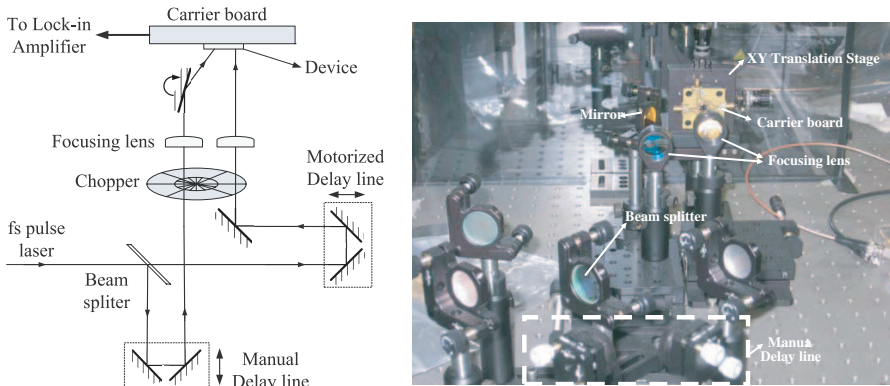 Carrier board
To Lock-in
Amplifier
Device
Focusing lens
Chopper
Motorized
Delay line
fs pulse
laser
Beam
spliter
Manual
Delay line
XY Translation Stage
Mirror
Carrier board
Focusing lens
Beam splitter
Manua
Delay line